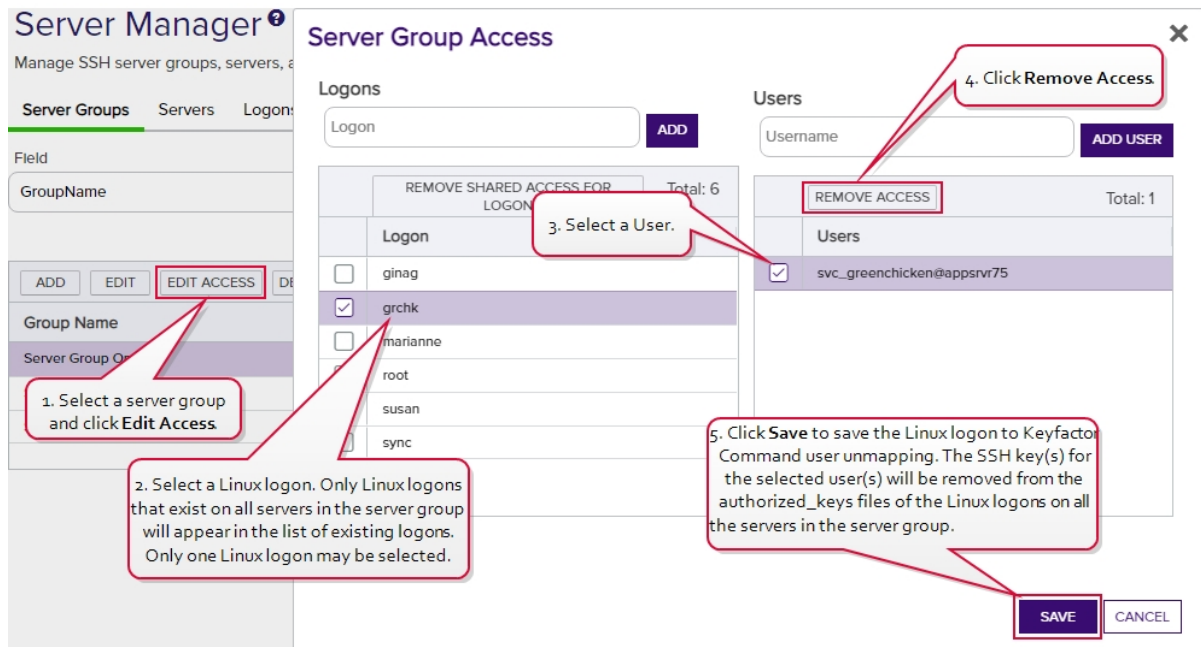 Server Manager ?
Manage SSH server groups, servers, a
Server Groups Servers Logons
Field
GroupName
ADD EDIT EDIT ACCESS DE
Group Name
Server Group On
1. Select a server group
and click Edit Access.
Server Group Access
Logons
Logon
ADD
REMOVE SHARED ACCESS FOR
LOGON
Total: 6
Logon
ginag
grchk
marianne
root
susan
sync
2. Select a Linux logon. Only Linux logons
that exist on all servers in the server group
will appear in the list of existing logons.
Only one Linux logon may be selected.
3. Select a User.
4. Click Remove Access.
Users
Username
ADD USER
REMOVE ACCESS
Total: 1
Users
svc_greenchicken@appsrvr75
5. Click Save to save the Linux logon to Keyfactor
Command user unmapping. The SSH key(s) for
the selected user(s) will be removed from the
authorized_keys files of the Linux logons on all
the servers in the server group.
SAVE CANCEL